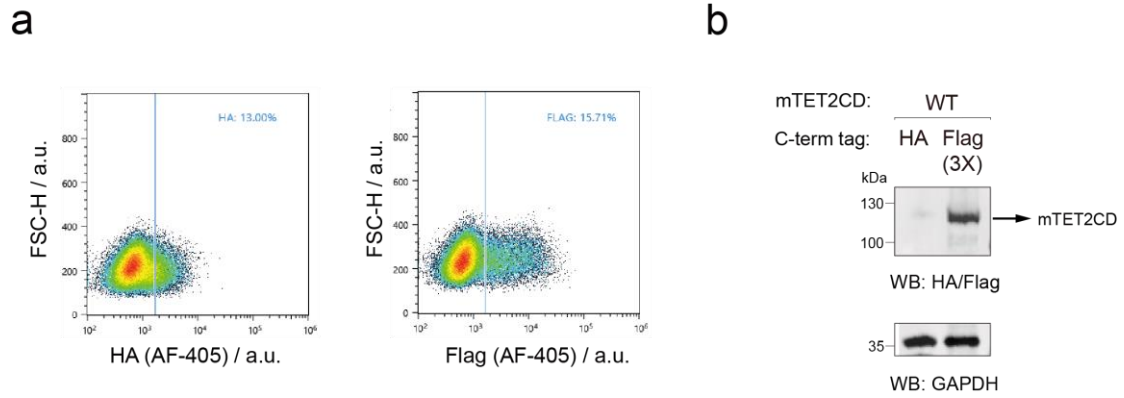 a
b
HA: 13.00%
FSC-H / a.u.
800
600
400
200
0
10² 10³ 10⁴ 10⁵ 10⁶
HA (AF-405) / a.u.
FLAG: 15.71%
FSC-H / a.u.
800
600
400
200
0
10² 10³ 10⁴ 10⁵ 10⁶
Flag (AF-405) / a.u.
mTET2CD: WT
C-term tag: HA Flag
(3X)
kDa
130
100
mTET2CD
WB: HA/Flag
35
WB: GAPDH